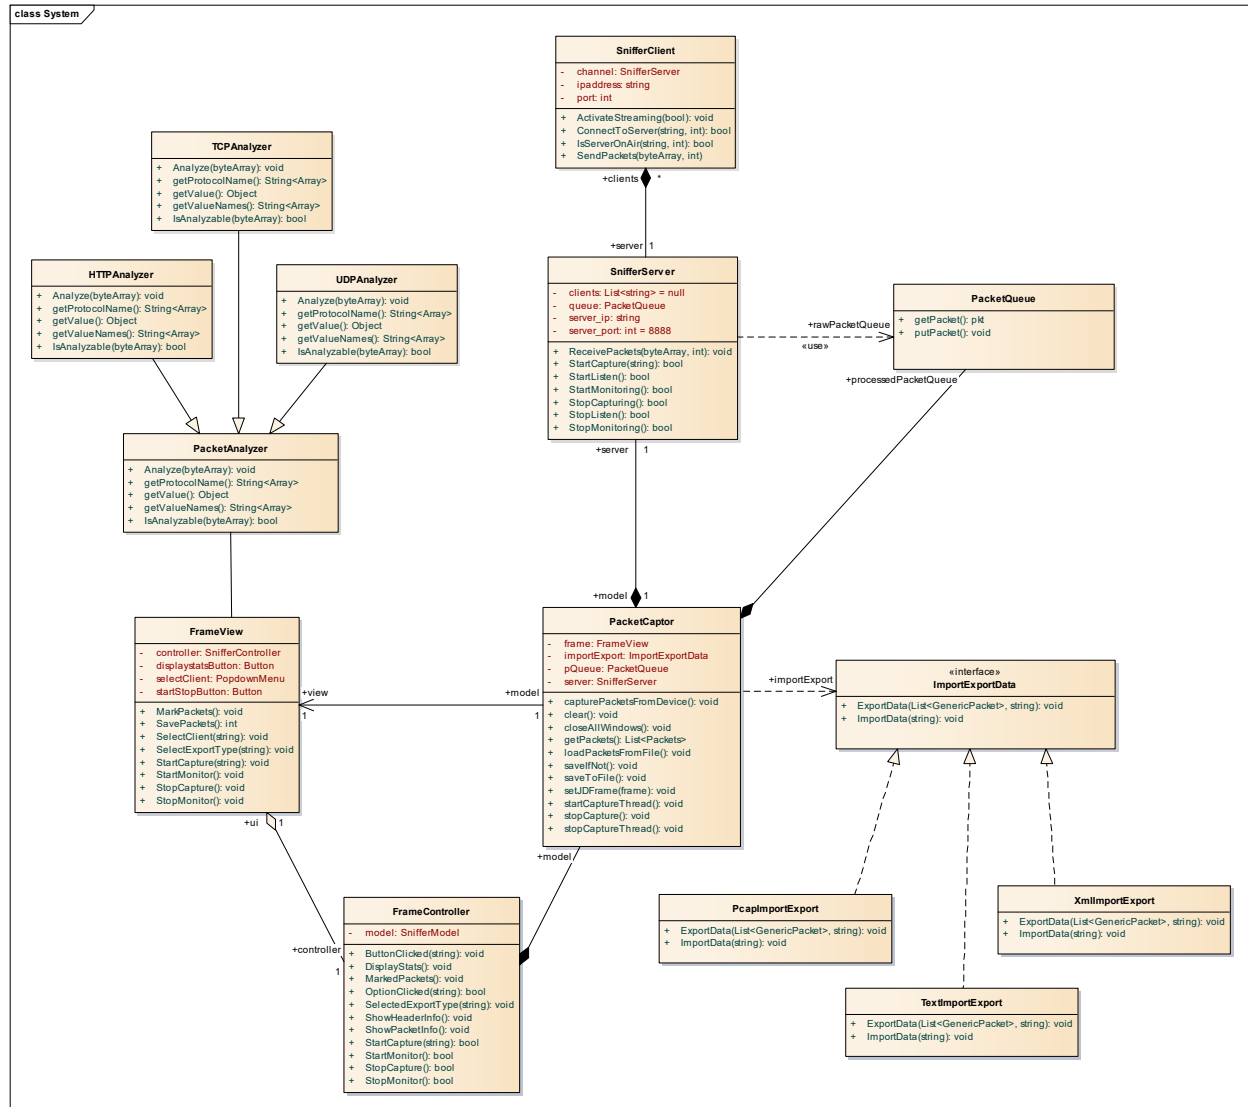 class System
SnifferClient
- channel: SnifferServer
- ipaddress: string
- port: int
+ ActivateStreaming(bool): void
+ ConnectToServer(string, int): bool
+ IsServerOnAir(string, int): bool
+ SendPackets(byteArray, int)
+clients *
+server 1
TCPAnalyzer
+ Analyze(byteArray): void
+ getProtocolName(): String<Array>
+ getValue(): Object
+ getValueNames(): String<Array>
+ IsAnalyzable(byteArray): bool
HTTPAnalyzer
+ Analyze(byteArray): void
+ getProtocolName(): String<Array>
+ getValue(): Object
+ getValueNames(): String<Array>
+ IsAnalyzable(byteArray): bool
UDPAnalyzer
+ Analyze(byteArray): void
+ getProtocolName(): String<Array>
+ getValue(): Object
+ getValueNames(): String<Array>
+ IsAnalyzable(byteArray): bool
SnifferServer
- clients: List<string> = null
- queue: PacketQueue
- server_ip: string
- server_port: int = 8888
+ ReceivePackets(byteArray, int): void
+ StartCapture(string): bool
+ StartListen(): bool
+ StartMonitoring(): bool
+ StopCapturing(): bool
+ StopListen(): bool
+ StopMonitoring(): bool
+rawPacketQueue
«use»
PacketQueue
+ getPacket(): pkt
+ putPacket(): void
+processedPacketQueue
+server 1
PacketAnalyzer
+ Analyze(byteArray): void
+ getProtocolName(): String<Array>
+ getValue(): Object
+ getValueNames(): String<Array>
+ IsAnalyzable(byteArray): bool
+model 1
FrameView
- controller: SnifferController
- displaystatsButton: Button
- selectClient: PopdownMenu
- startStopButton: Button
+ MarkPackets(): void
+ SavePackets(): int
+ SelectClient(string): void
+ SelectExportType(string): void
+ StartCapture(string): void
+ StartMonitor(): void
+ StopCapture(): void
+ StopMonitor(): void
+view
1
+model
1
PacketCaptor
- frame: FrameView
- importExport: ImportExportData
- pQueue: PacketQueue
- server: SnifferServer
+ capturePacketsFromDevice(): void
+ clear(): void
+ closeAllWindows(): void
+ getPackets(): List<Packets>
+ loadPacketsFromFile(): void
+ saveIfNot(): void
+ saveToFile(): void
+ setJDFrame(frame): void
+ startCaptureThread(): void
+ stopCapture(): void
+ stopCaptureThread(): void
+importExport
«interface»
ImportExportData
+ ExportData(List<GenericPacket>, string): void
+ ImportData(string): void
+ui 1
+model
+controller
1
FrameController
- model: SnifferModel
+ ButtonClicked(string): void
+ DisplayStats(): void
+ MarkedPackets(): void
+ OptionClicked(string): bool
+ SelectedExportType(string): void
+ ShowHeaderInfo(): void
+ ShowPacketInfo(): void
+ StartCapture(string): bool
+ StartMonitor(): bool
+ StopCapture(): bool
+ StopMonitor(): bool
PcapImportExport
+ ExportData(List<GenericPacket>, string): void
+ ImportData(string): void
XmlImportExport
+ ExportData(List<GenericPacket>, string): void
+ ImportData(string): void
TextImportExport
+ ExportData(List<GenericPacket>, string): void
+ ImportData(string): void